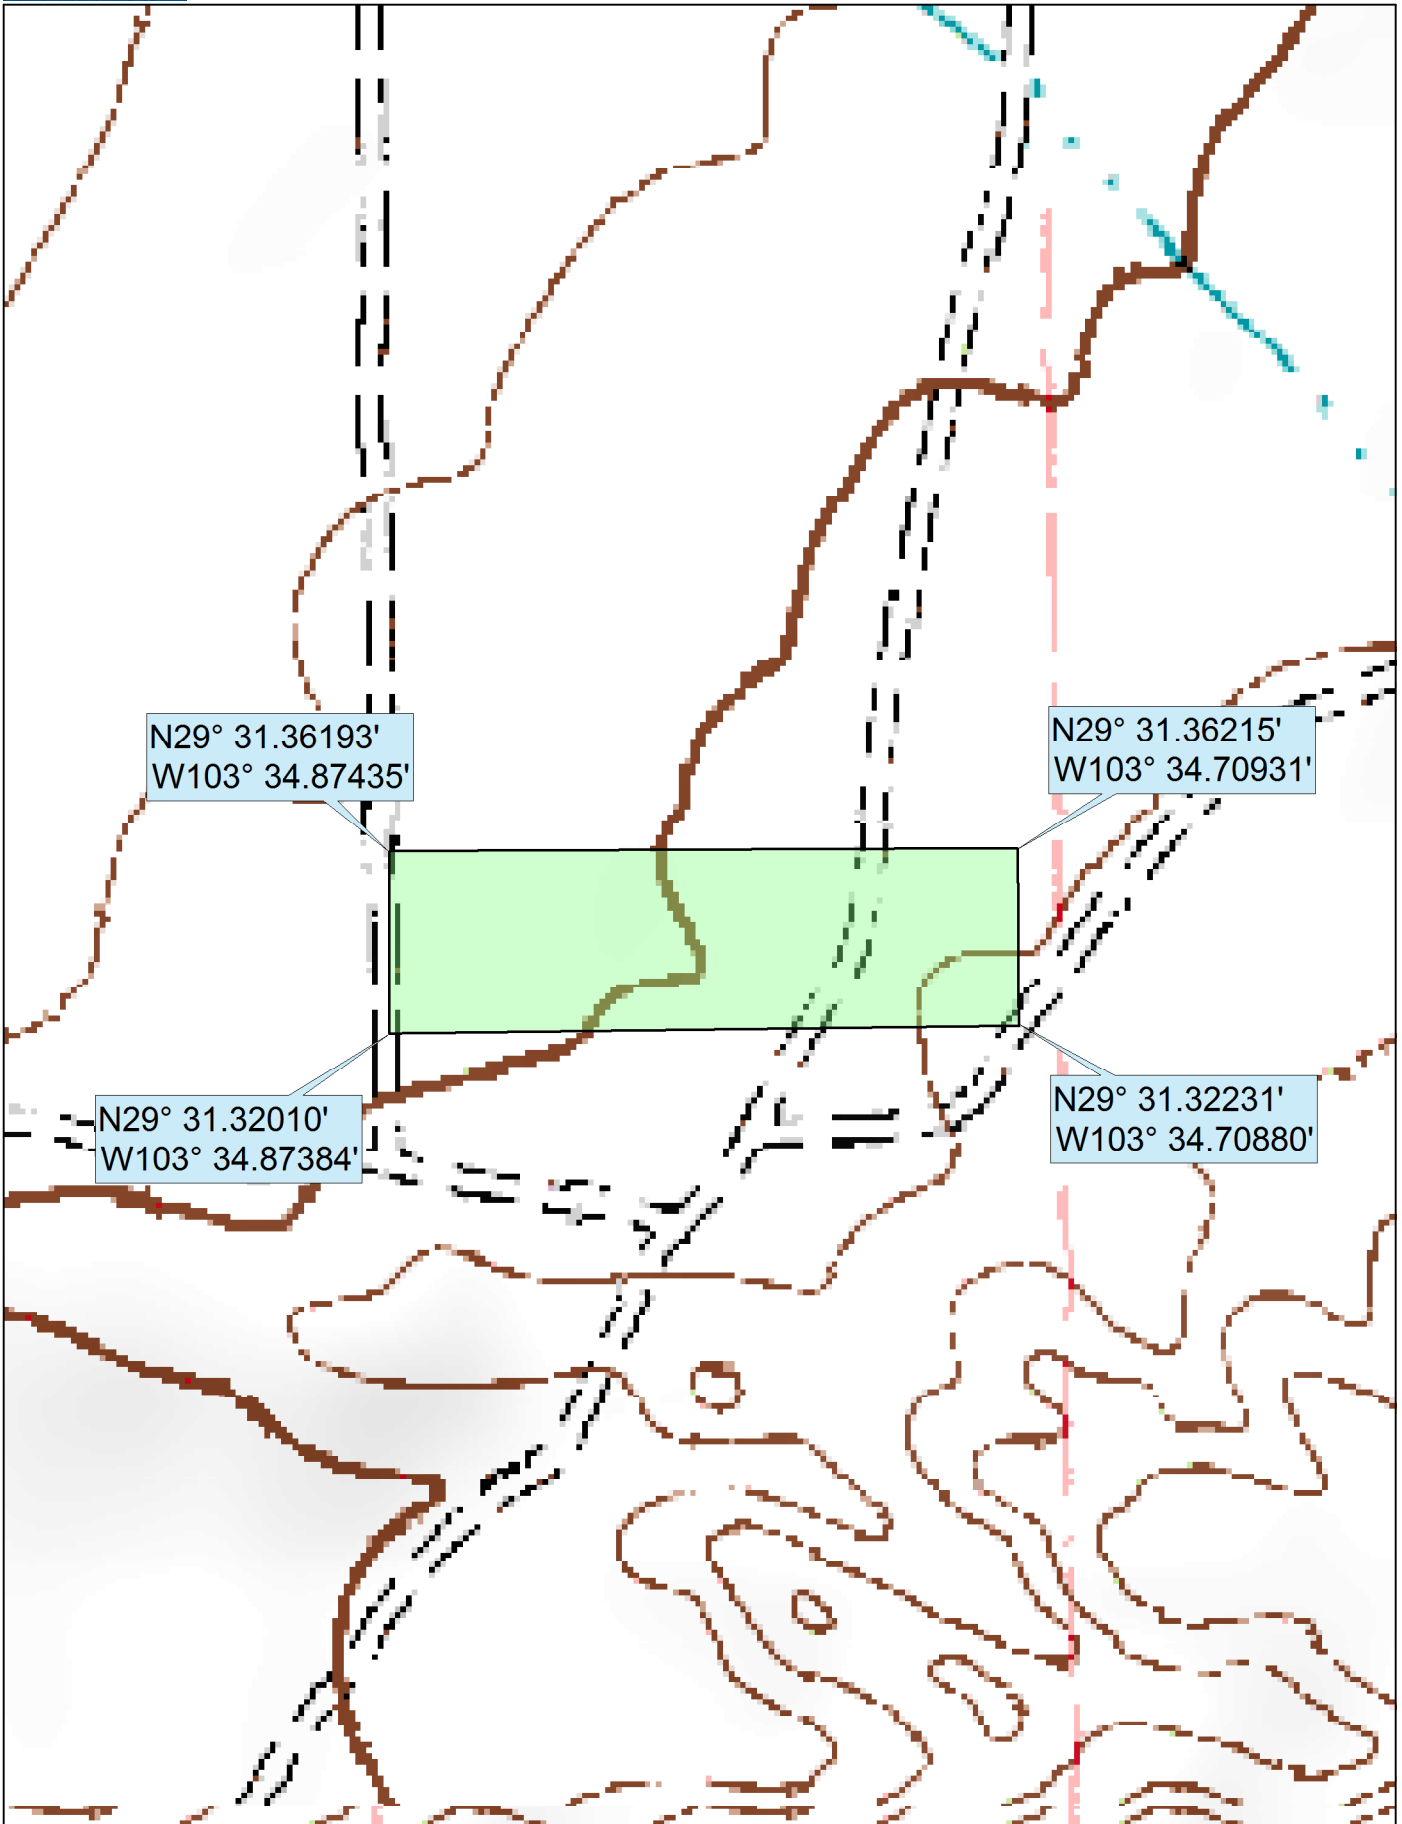 N29° 31.36193'
W103° 34.87435'
N29° 31.36215'
W103° 34.70931'
N29° 31.32010'
W103° 34.87384'
N29° 31.32231'
W103° 34.70880'